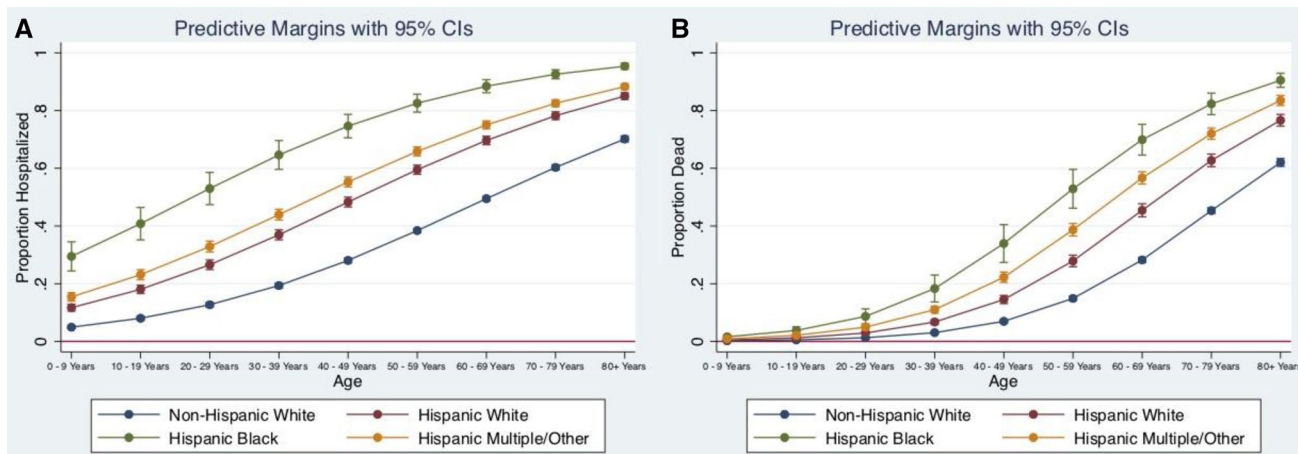 A
Predictive Margins with 95% CIs
Proportion Hospitalized
1
.8
.6
.4
.2
0
0 - 9 Years 10 - 19 Years 20 - 29 Years 30 - 39 Years 40 - 49 Years 50 - 59 Years 60 - 69 Years 70 - 79 Years 80+ Years
Age
Non-Hispanic White Hispanic White
Hispanic Black Hispanic Multiple/Other
B
Predictive Margins with 95% CIs
Proportion Dead
1
.8
.6
.4
.2
0
0 - 9 Years 10 - 19 Years 20 - 29 Years 30 - 39 Years 40 - 49 Years 50 - 59 Years 60 - 69 Years 70 - 79 Years 80+ Years
Age
Non-Hispanic White Hispanic White
Hispanic Black Hispanic Multiple/Other